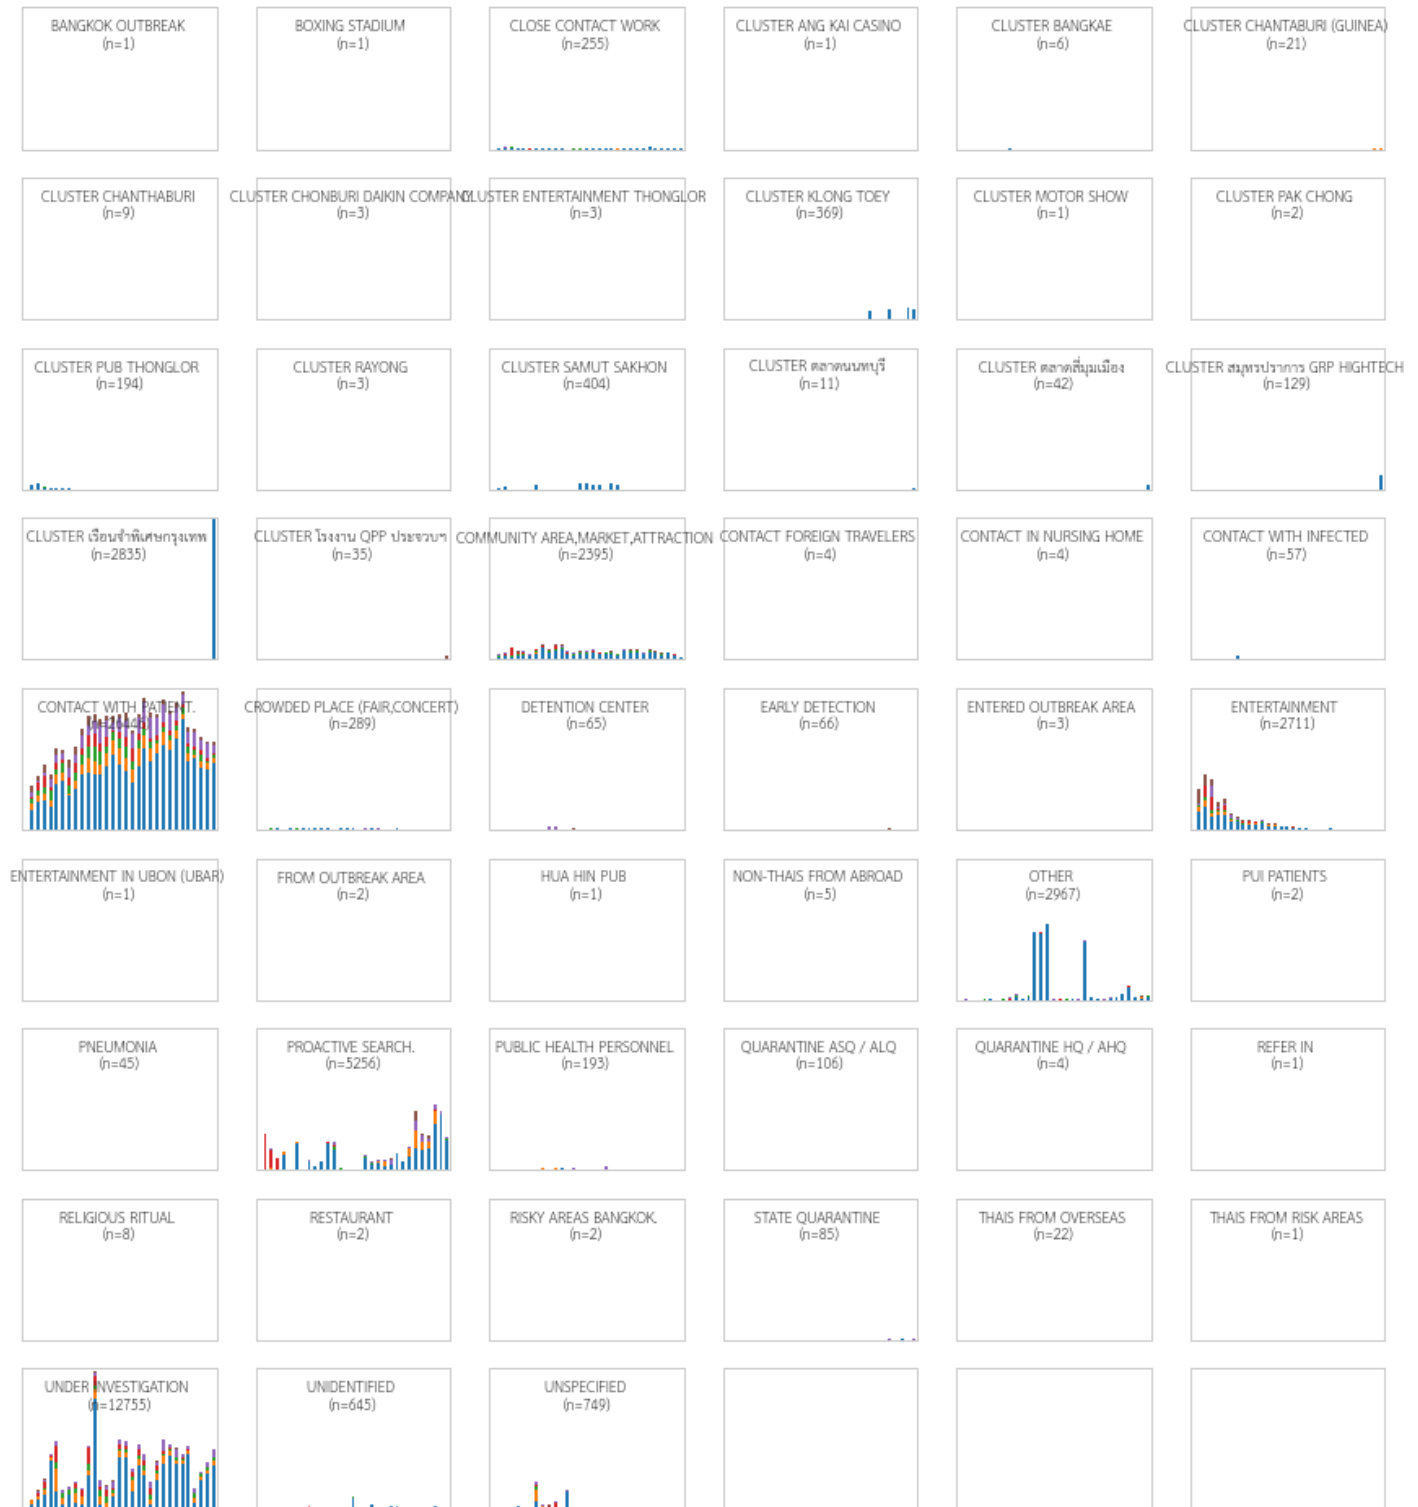 BANGKOK OUTBREAK
(n=1)
BOXING STADIUM
(n=1)
CLOSE CONTACT WORK
(n=255)
CLUSTER ANG KAI CASINO
(n=1)
CLUSTER BANGKAE
(n=6)
CLUSTER CHANTABURI (GUINEA)
(n=21)
CLUSTER CHANTHABURI
(n=9)
CLUSTER CHONBURI DAIKIN COMPANY
(n=3)
CLUSTER ENTERTAINMENT THONGLOR
(n=3)
CLUSTER KLONG TOEY
(n=369)
CLUSTER MOTOR SHOW
(n=1)
CLUSTER PAK CHONG
(n=2)
CLUSTER PUB THONGLOR
(n=194)
CLUSTER RAYONG
(n=3)
CLUSTER SAMUT SAKHON
(n=404)
CLUSTER ตลาดนนทบุรี
(n=11)
CLUSTER ตลาดสี่มุมเมือง
(n=42)
CLUSTER สมุทรปราการ GRP HIGHTECH
(n=129)
CLUSTER เรือนจำพิเศษกรุงเทพ
(n=2835)
CLUSTER โรงงาน QPP ประจวบฯ
(n=35)
COMMUNITY AREA,MARKET,ATTRACTION
(n=2395)
CONTACT FOREIGN TRAVELERS
(n=4)
CONTACT IN NURSING HOME
(n=4)
CONTACT WITH INFECTED
(n=57)
CONTACT WITH PATIENT.
CROWDED PLACE (FAIR,CONCERT)
(n=289)
DETENTION CENTER
(n=65)
EARLY DETECTION
(n=66)
ENTERED OUTBREAK AREA
(n=3)
ENTERTAINMENT
(n=2711)
ENTERTAINMENT IN UBON (UBAR)
(n=1)
FROM OUTBREAK AREA
(n=2)
HUA HIN PUB
(n=1)
NON-THAIS FROM ABROAD
(n=5)
OTHER
(n=2967)
PUI PATIENTS
(n=2)
PNEUMONIA
(n=45)
PROACTIVE SEARCH.
(n=5256)
PUBLIC HEALTH PERSONNEL
(n=193)
QUARANTINE ASQ / ALQ
(n=106)
QUARANTINE HQ / AHQ
(n=4)
REFER IN
(n=1)
RELIGIOUS RITUAL
(n=8)
RESTAURANT
(n=2)
RISKY AREAS BANGKOK.
(n=2)
STATE QUARANTINE
(n=85)
THAIS FROM OVERSEAS
(n=22)
THAIS FROM RISK AREAS
(n=1)
UNDER INVESTIGATION
(n=12755)
UNIDENTIFIED
(n=645)
UNSPECIFIED
(n=749)